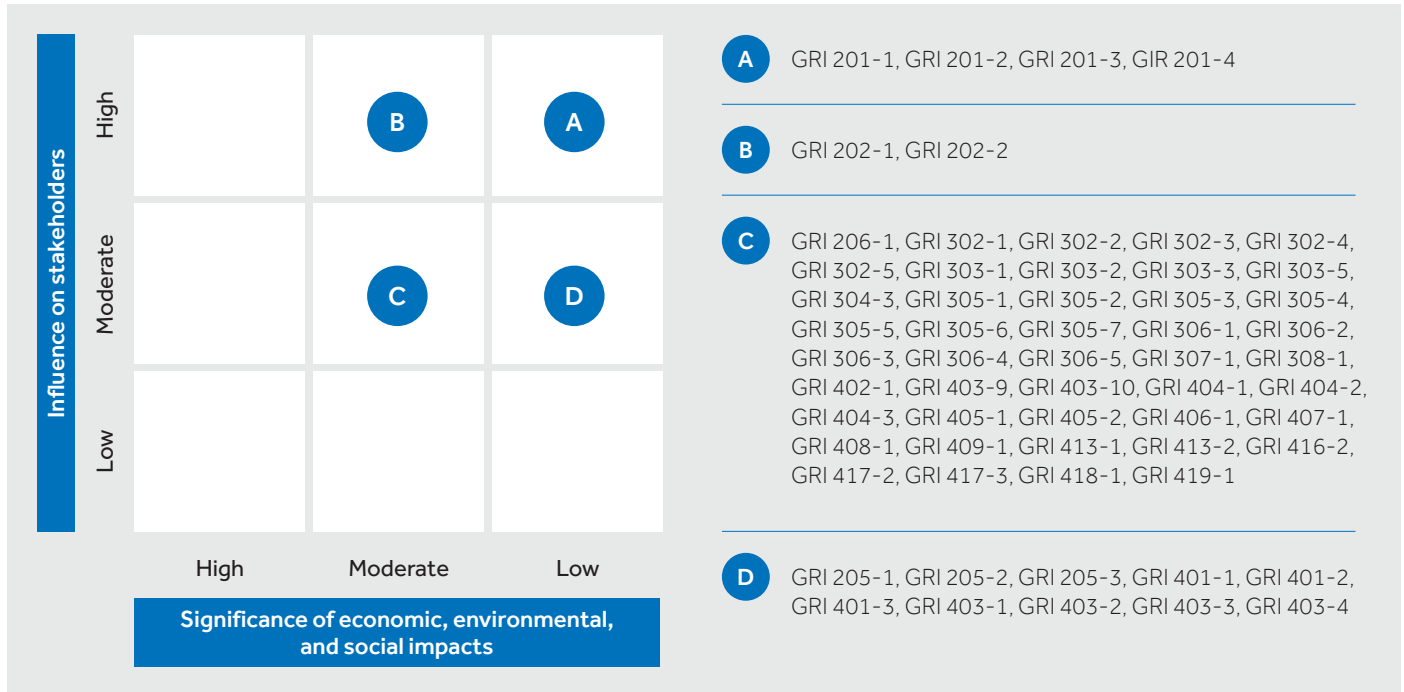 Influence on stakeholders
High
Moderate
Low
B
A
C
D
High Moderate Low
Significance of economic, environmental,
and social impacts
A GRI 201-1, GRI 201-2, GRI 201-3, GIR 201-4
B GRI 202-1, GRI 202-2
C GRI 206-1, GRI 302-1, GRI 302-2, GRI 302-3, GRI 302-4,
GRI 302-5, GRI 303-1, GRI 303-2, GRI 303-3, GRI 303-5,
GRI 304-3, GRI 305-1, GRI 305-2, GRI 305-3, GRI 305-4,
GRI 305-5, GRI 305-6, GRI 305-7, GRI 306-1, GRI 306-2,
GRI 306-3, GRI 306-4, GRI 306-5, GRI 307-1, GRI 308-1,
GRI 402-1, GRI 403-9, GRI 403-10, GRI 404-1, GRI 404-2,
GRI 404-3, GRI 405-1, GRI 405-2, GRI 406-1, GRI 407-1,
GRI 408-1, GRI 409-1, GRI 413-1, GRI 413-2, GRI 416-2,
GRI 417-2, GRI 417-3, GRI 418-1, GRI 419-1
D GRI 205-1, GRI 205-2, GRI 205-3, GRI 401-1, GRI 401-2,
GRI 401-3, GRI 403-1, GRI 403-2, GRI 403-3, GRI 403-4